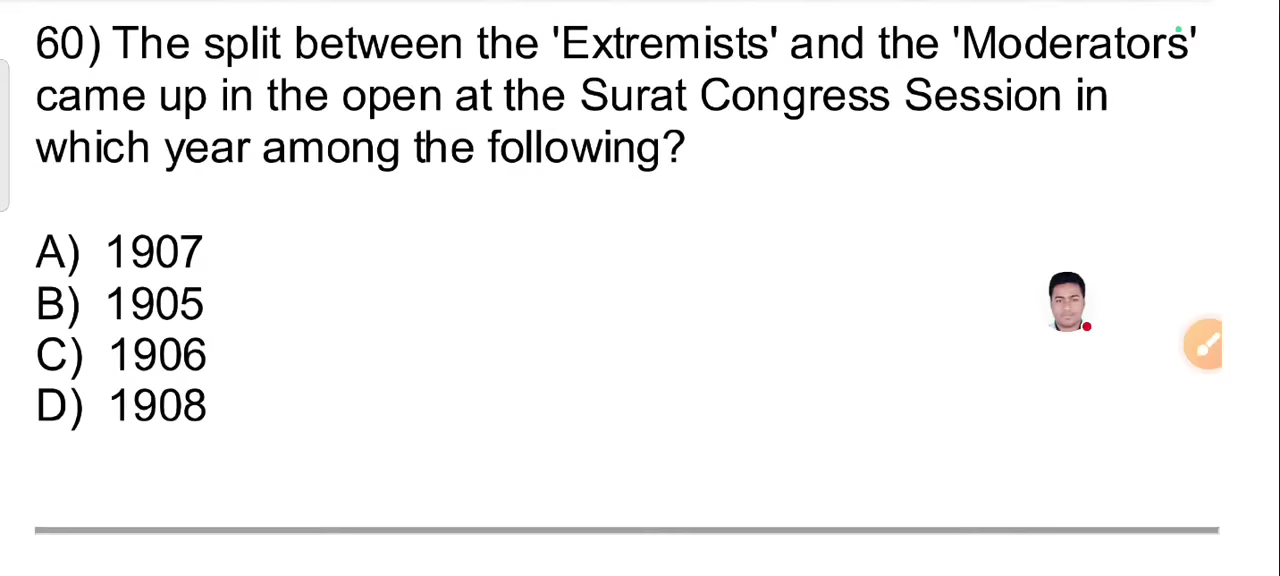 60) The split between the 'Extremists' and the 'Moderators'
came up in the open at the Surat Congress Session in
which year among the following?
A) 1907
B) 1905
C) 1906
D) 1908